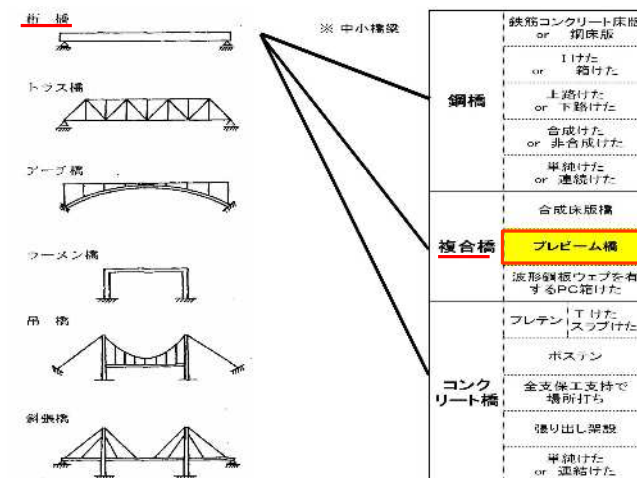 桁 橋
トラス橋
アーチ橋
ラーメン橋
吊 橋
斜張橋
※ 中小橋梁
鋼橋
鉄筋コンクリート床版
or 鋼床版
Iけた
or 箱けた
上路けた
or 下路けた
合成けた
or 非合成けた
単純けた
or 連続けた
複合橋
合成床版橋
プレビーム橋
波形鋼板ウェブを有
するPC箱けた
コンク
リート橋
プレテン
Tけた
スラブけた
ポステン
全支保工支持で
場所打ち
張り出し架設
単純けた
or 連結けた